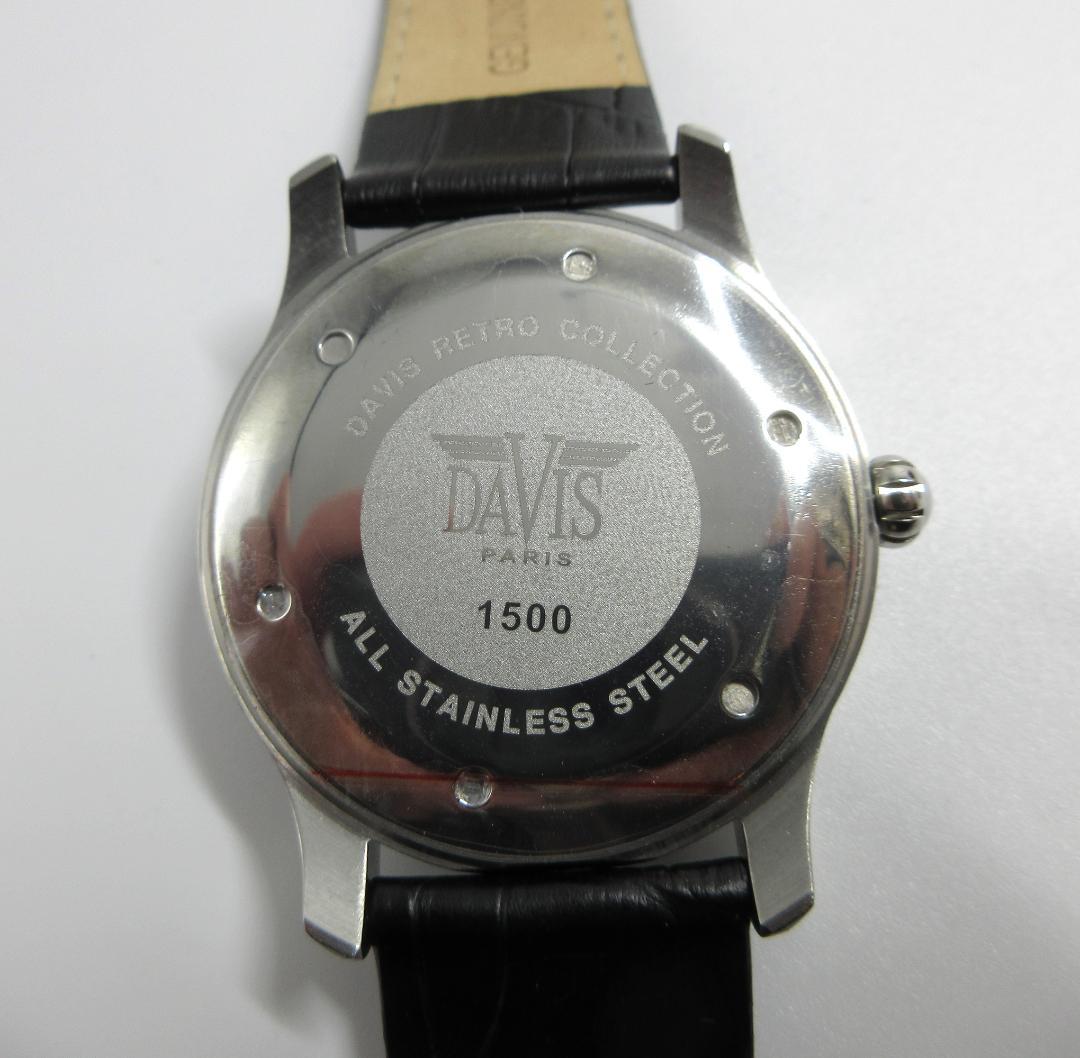 DAVIS RETRO COLLECTION
DAVIS
PARIS
1500
ALL STAINLESS STEEL